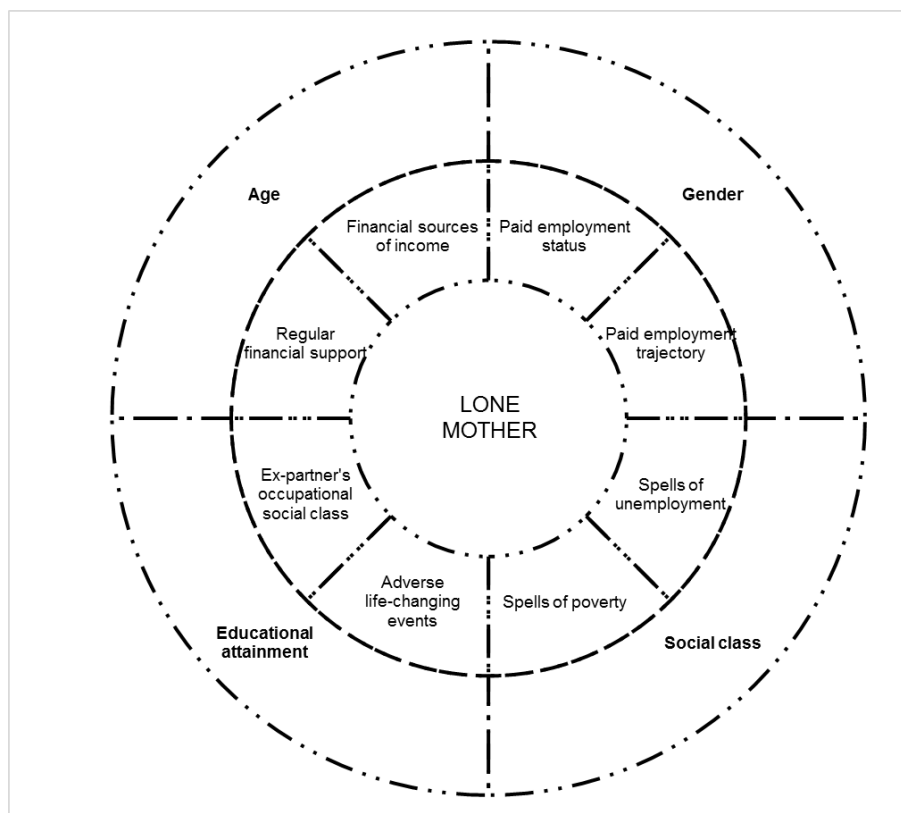 Age
Gender
Financial sources
of income
Paid employment
status
Regular
financial support
Paid employment
trajectory
LONE
MOTHER
Ex-partner's
occupational
social class
Spells of
unemployment
Adverse
life-changing
events
Spells of poverty
Educational
attainment
Social class